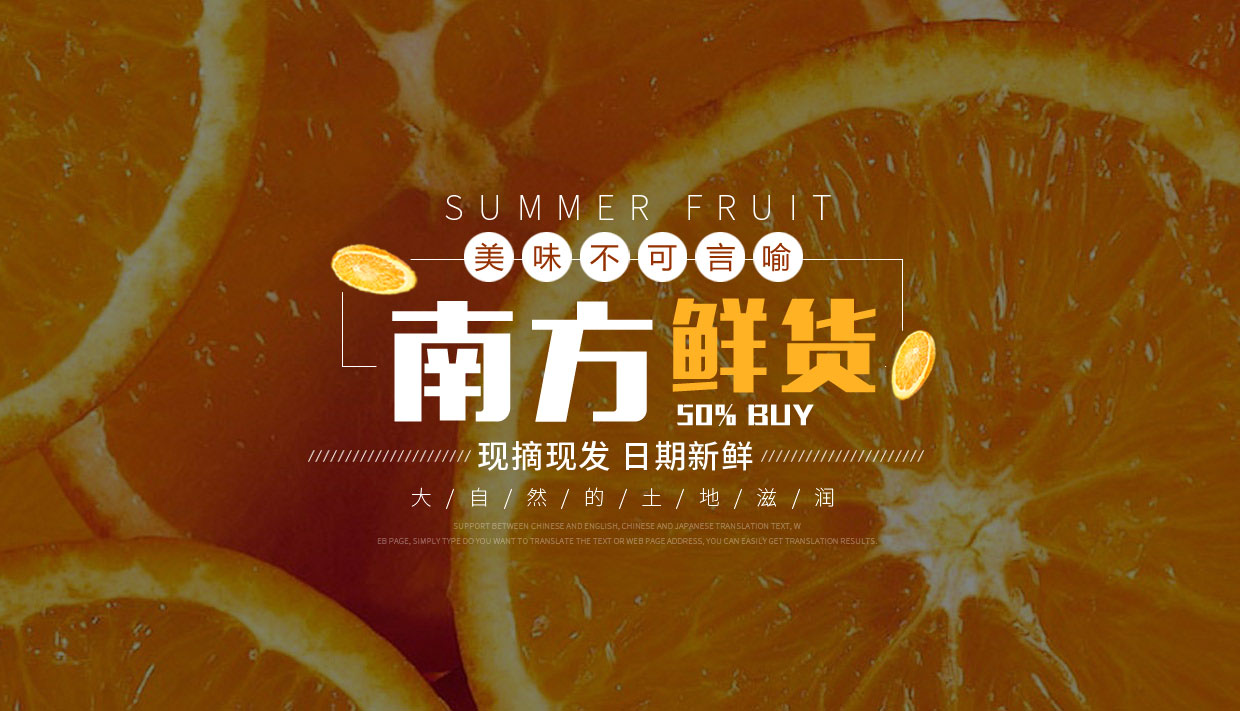 SUMMER FRUIT
美味不可言喻
南方鲜货
50% BUY
现摘现发 日期新鲜
大/自/然/的/土/地/滋/润
SUPPORT BETWEEN CHINESE AND ENGLISH, CHINESE AND JAPANESE TRANSLATION TEXT, W
EB PAGE, SIMPLY TYPE DO YOU WANT TO TRANSLATE THE TEXT OR WEB PAGE ADDRESS, YOU CAN EASILY GET TRANSLATION RESULTS.